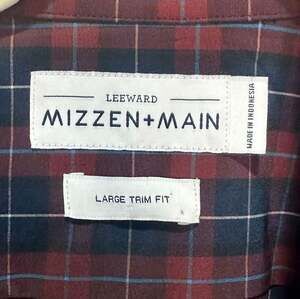 LEEWARD
MIZZEN+MAIN
MADE IN INDONESIA
LARGE TRIM FIT